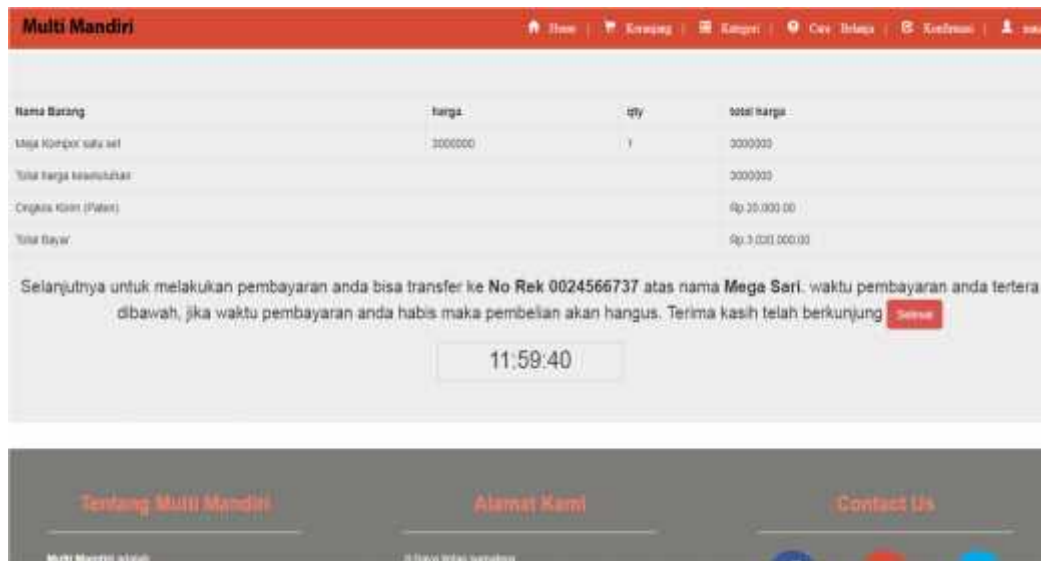 Multi Mandiri
Home | Keranjang | Kategori | Cara Belanja | Konfirmasi |
Nama Barang harga qty total harga
Meja Kompor satu set 3000000 1 3000000
Total harga keseluruhan 3000000
Ongkos Kirim (Paten) Rp.20.000.00
Total Bayar Rp.3.020.000.00
Selanjutnya untuk melakukan pembayaran anda bisa transfer ke No Rek 0024566737 atas nama Mega Sari. waktu pembayaran anda tertera
dibawah, jika waktu pembayaran anda habis maka pembelian akan hangus. Terima kasih telah berkunjung Selesai
11:59:40
Tentang Multi Mandiri Alamat Kami Contact Us
Multi Mandiri adalah